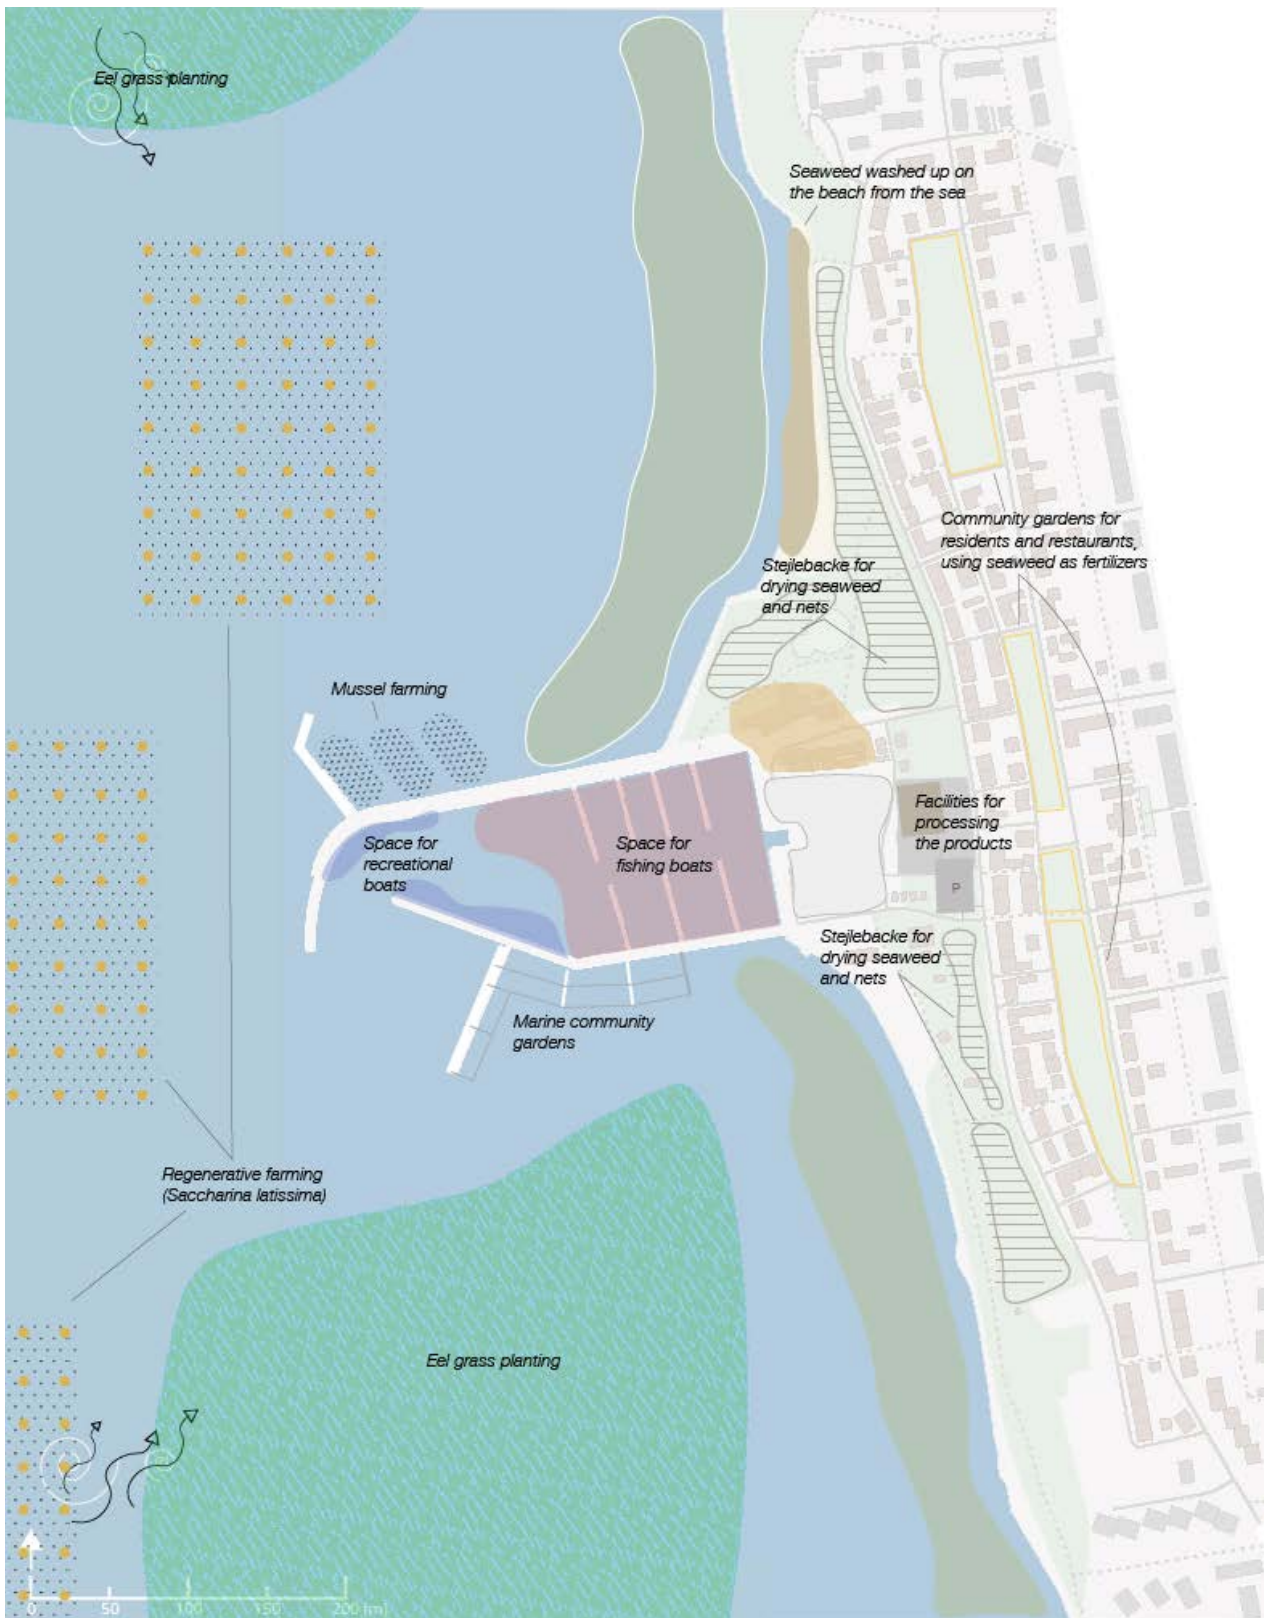 Eel grass planting
Seaweed washed up on
the beach from the sea
Community gardens for
residents and restaurants,
using seaweed as fertilizers
Stejlebacke for
drying seaweed
and nets
Mussel farming
Facilities for
processing
the products
Space for
recreational
boats
Space for
fishing boats
P
Stejlebacke for
drying seaweed
and nets
Marine community
gardens
Regenerative farming
(Saccharina latissima)
Eel grass planting
0 50 100 150 200 (m)